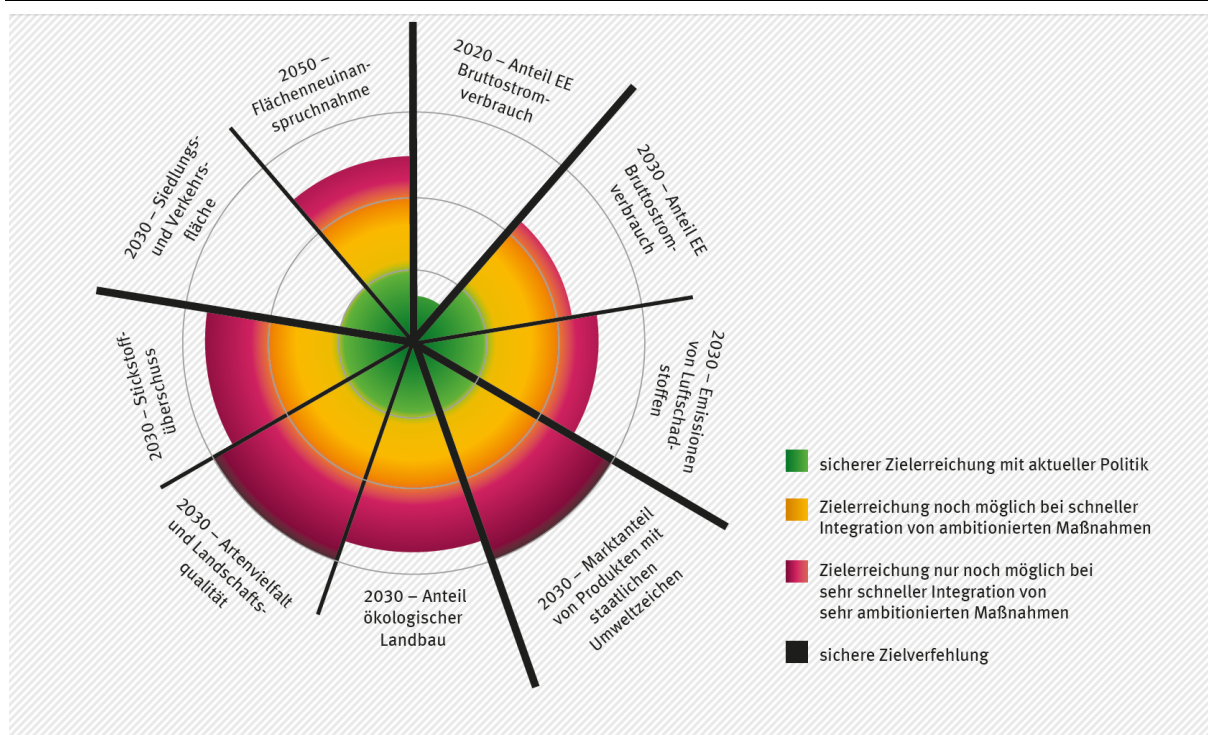 2020 – Anteil EE
Bruttostrom-
verbrauch
2030 – Anteil EE
Bruttostrom-
verbrauch
2030 – Emissionen
von Luftschad-
stoffen
2030 – Marktanteil
von Produkten mit
staatlichen
Umweltzeichen
2030 – Anteil
ökologischer
Landbau
2030 – Artenvielfalt
und Landschafts-
qualität
2030 – Stickstoff-
überschuss
2030 – Siedlungs-
und Verkehrs-
fläche
2050 –
Flächenneuinan-
spruchnahme
sicherer Zielerreichung mit aktueller Politik
Zielerreichung noch möglich bei schneller
Integration von ambitionierten Maßnahmen
Zielerreichung nur noch möglich bei
sehr schneller Integration von
sehr ambitionierten Maßnahmen
sichere Zielverfehlung